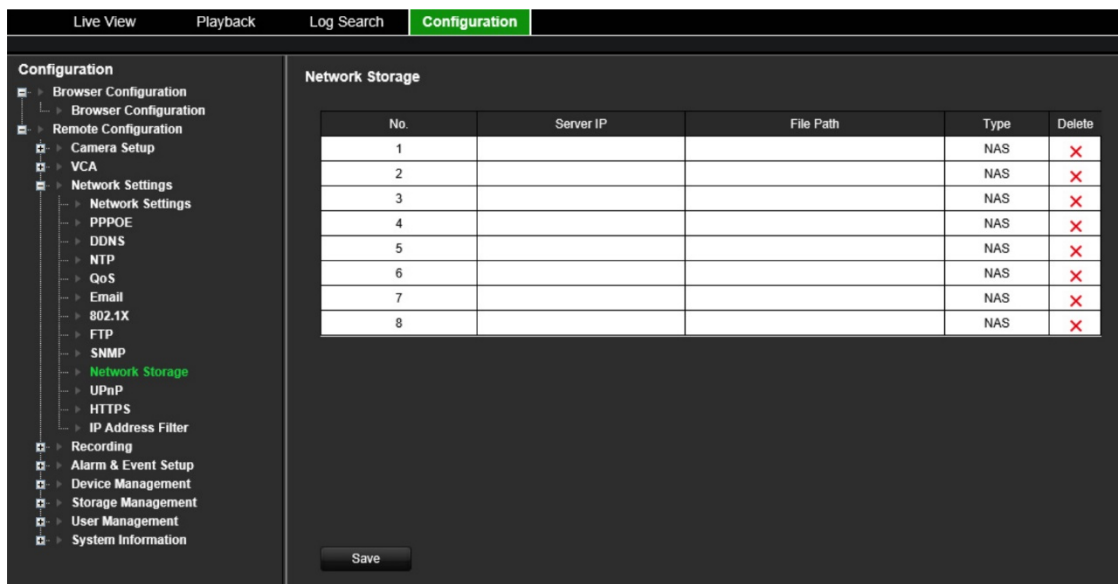 Live View Playback Log Search Configuration
Configuration
Browser Configuration
Browser Configuration
Remote Configuration
Camera Setup
VCA
Network Settings
Network Settings
PPPOE
DDNS
NTP
QoS
Email
802.1X
FTP
SNMP
Network Storage
UPnP
HTTPS
IP Address Filter
Recording
Alarm & Event Setup
Device Management
Storage Management
User Management
System Information
Network Storage
No. Server IP File Path Type Delete
1 NAS
2 NAS
3 NAS
4 NAS
5 NAS
6 NAS
7 NAS
8 NAS
Save